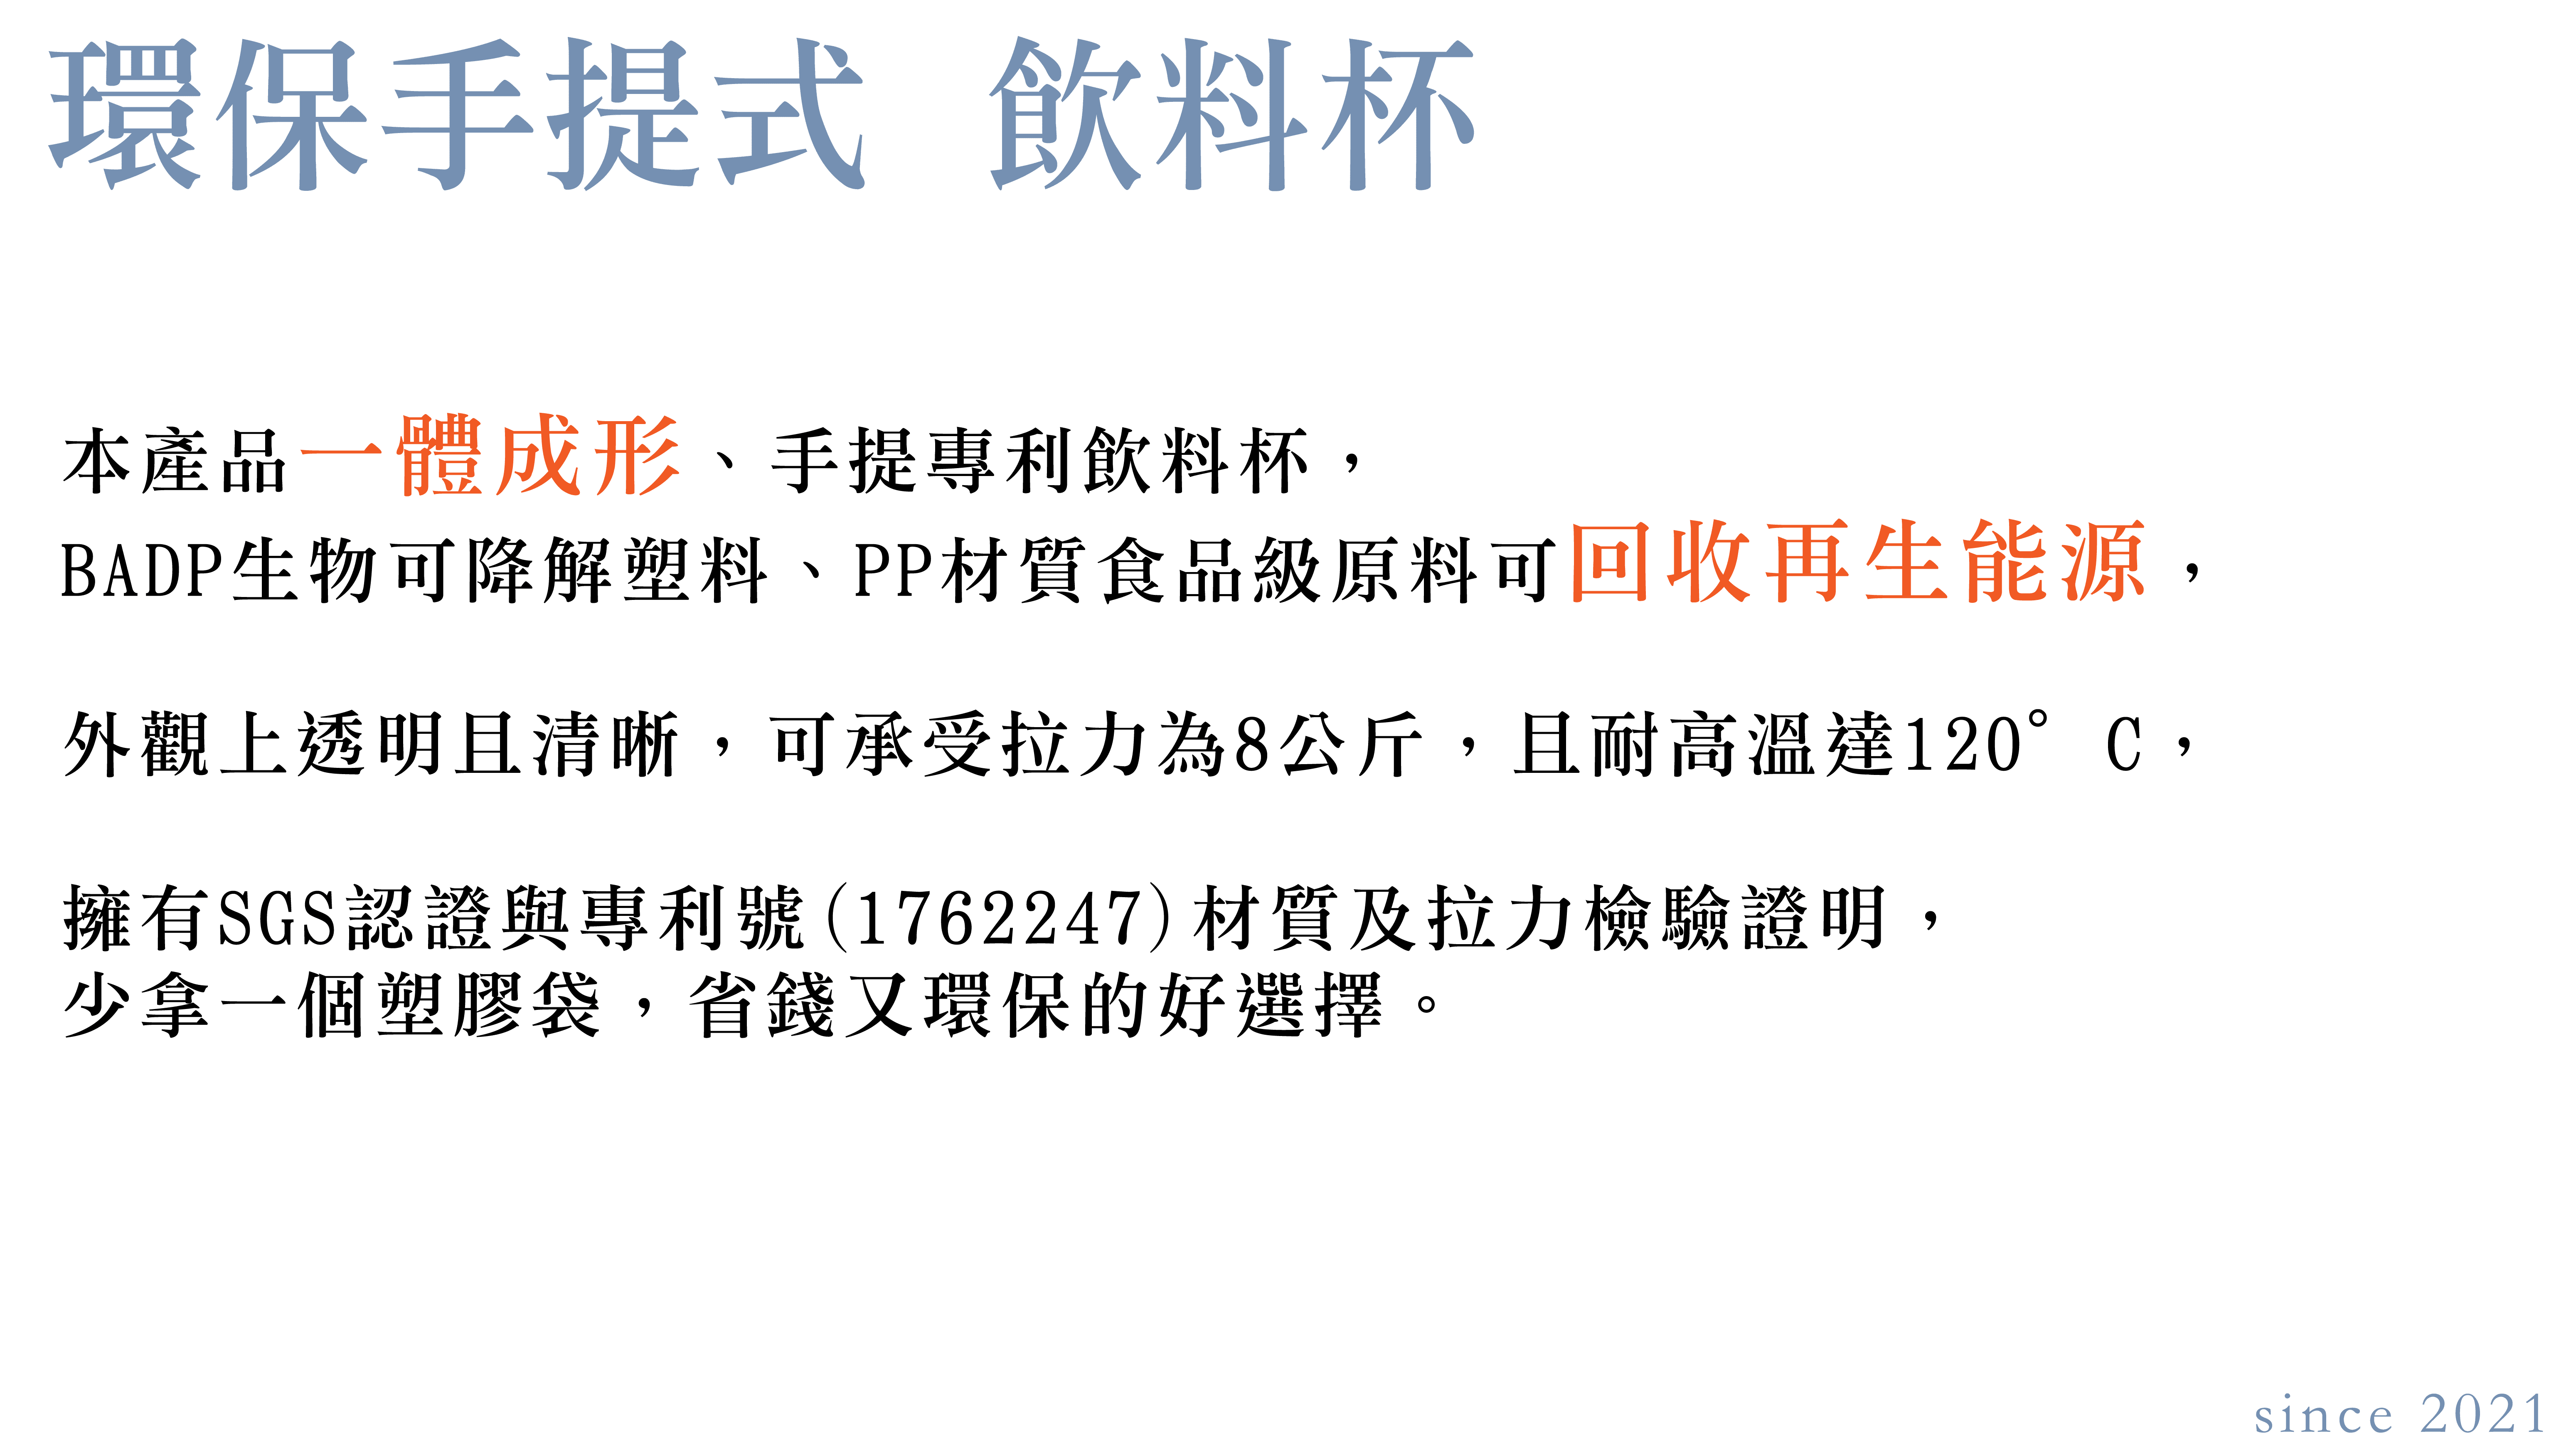 環保手提式 飲料杯
本產品一體成形、手提專利飲料杯，
BADP生物可降解塑料、PP材質食品級原料可回收再生能源，
外觀上透明且清晰，可承受拉力為8公斤，且耐高溫達120° C，
擁有SGS認證與專利號(1762247)材質及拉力檢驗證明，
少拿一個塑膠袋，省錢又環保的好選擇。
since 2021